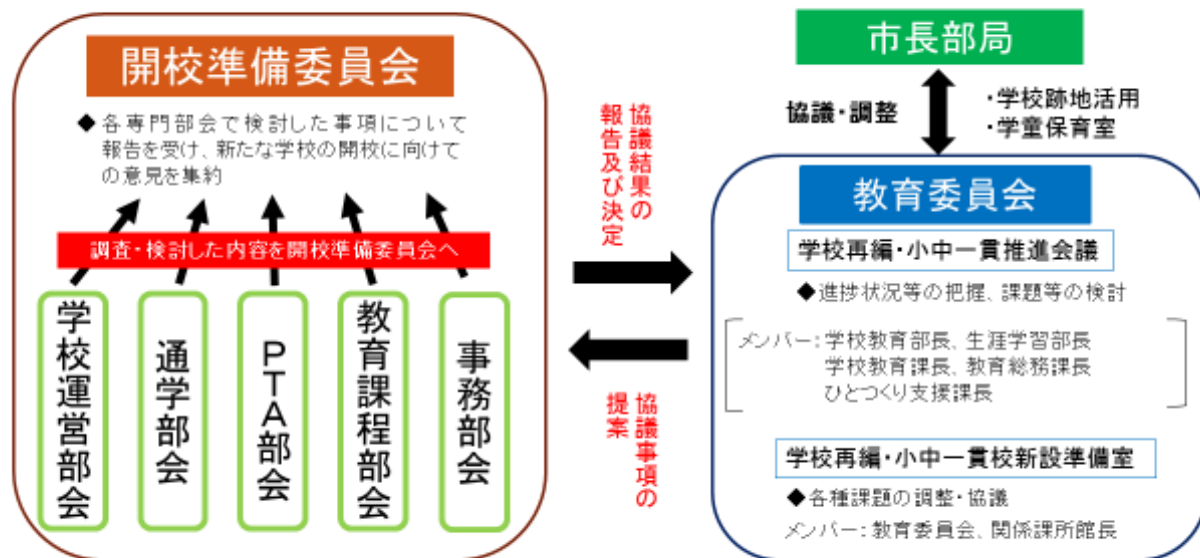 開校準備委員会
◆各専門部会で検討した事項について
報告を受け、新たな学校の開校に向けて
の意見を集約
調査・検討した内容を開校準備委員会へ
学校運営部会
通学部会
PTA部会
教育課程部会
事務部会
協議結果の
報告及び決定
協議事項の
提案
市長部局
協議・調整
・学校跡地活用
・学童保育室
教育委員会
学校再編・小中一貫推進会議
◆進捗状況等の把握、課題等の検討
メンバー：学校教育部長、生涯学習部長
学校教育課長、教育総務課長
ひとつくり支援課長
学校再編・小中一貫校新設準備室
◆各種課題の調整・協議
メンバー：教育委員会、関係課所館長